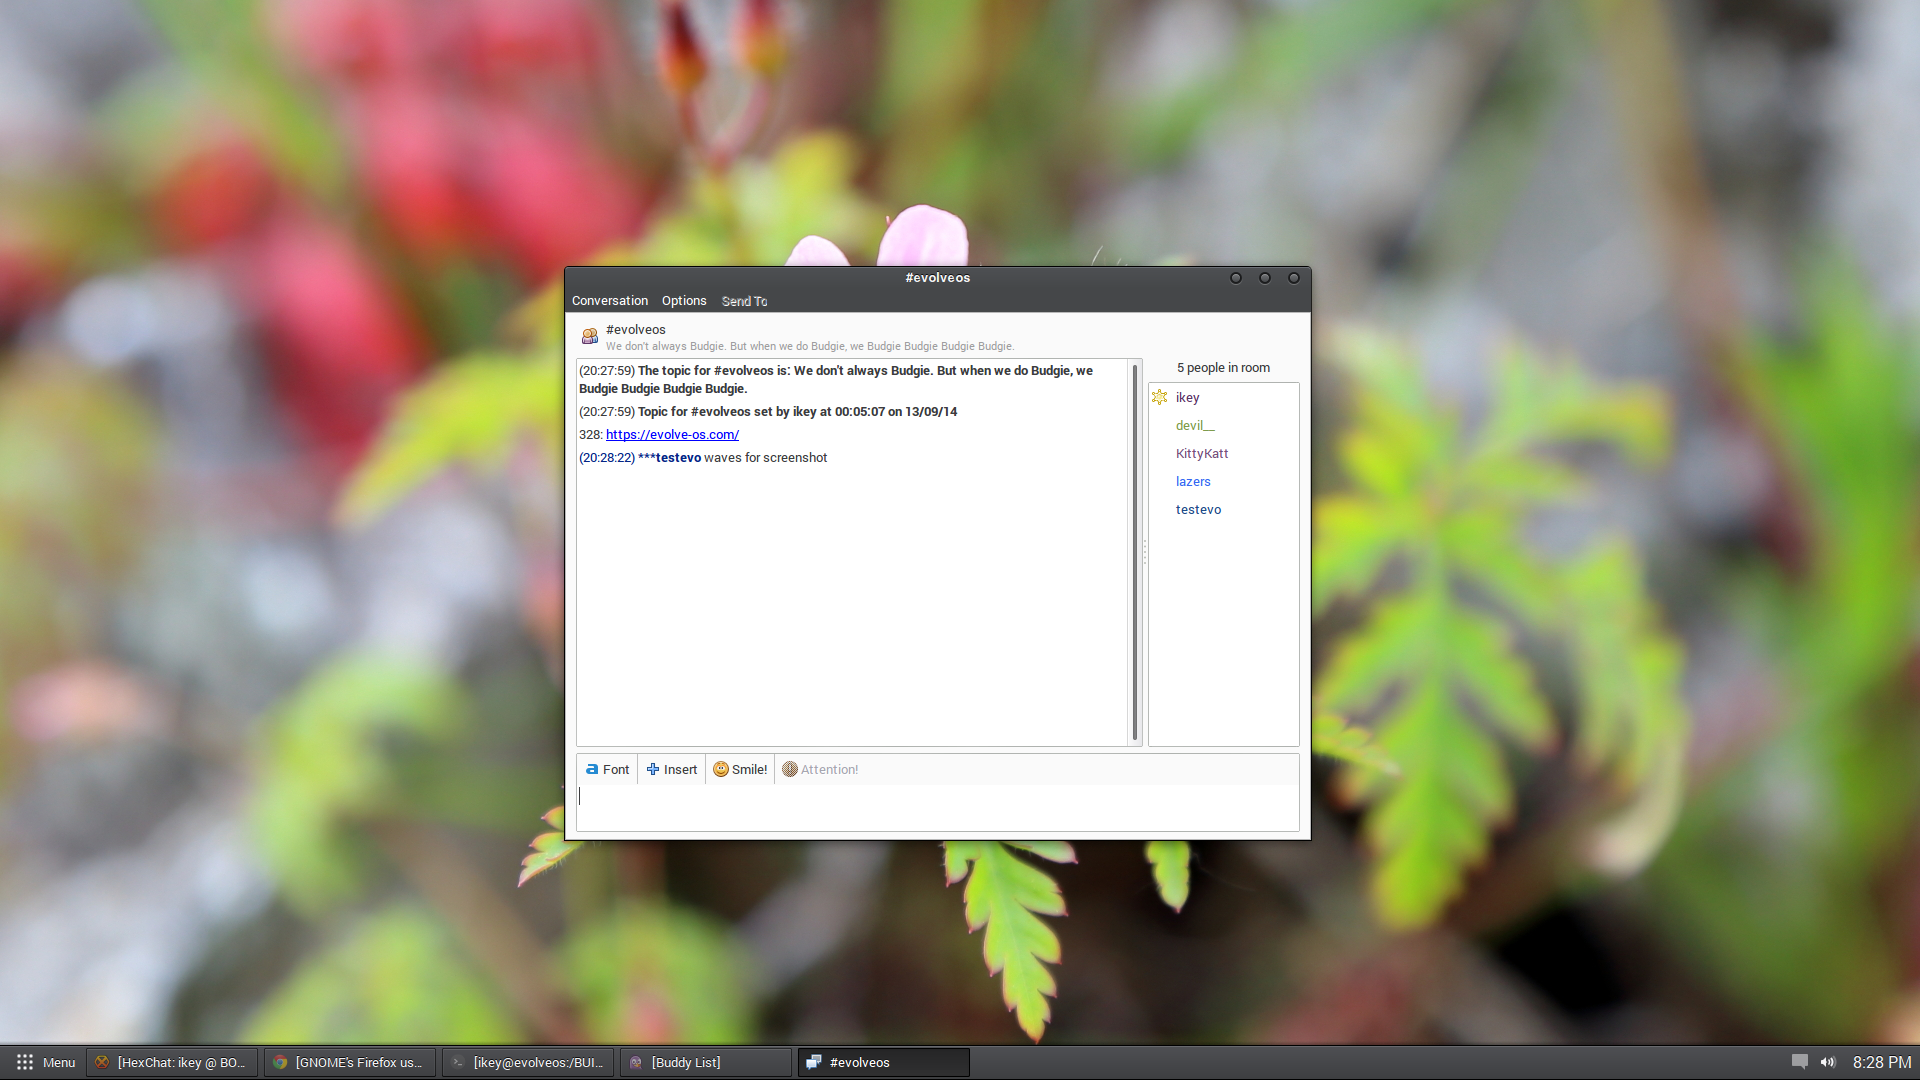 #evolveos
Conversation Options Send To
#evolveos
We don't always Budgie. But when we do Budgie, we Budgie Budgie Budgie Budgie.
(20:27:59) The topic for #evolveos is: We don't always Budgie. But when we do Budgie, we
Budgie Budgie Budgie Budgie.
(20:27:59) Topic for #evolveos set by ikey at 00:05:07 on 13/09/14
328: https://evolve-os.com/
(20:28:22) ***testevo waves for screenshot
5 people in room
ikey
devil__
KittyKatt
lazers
testevo
Font Insert Smile! Attention!
Menu [HexChat: ikey @ BO... [GNOME's Firefox us... [ikey@evolveos:/BUI... [Buddy List] #evolveos 8:28 PM